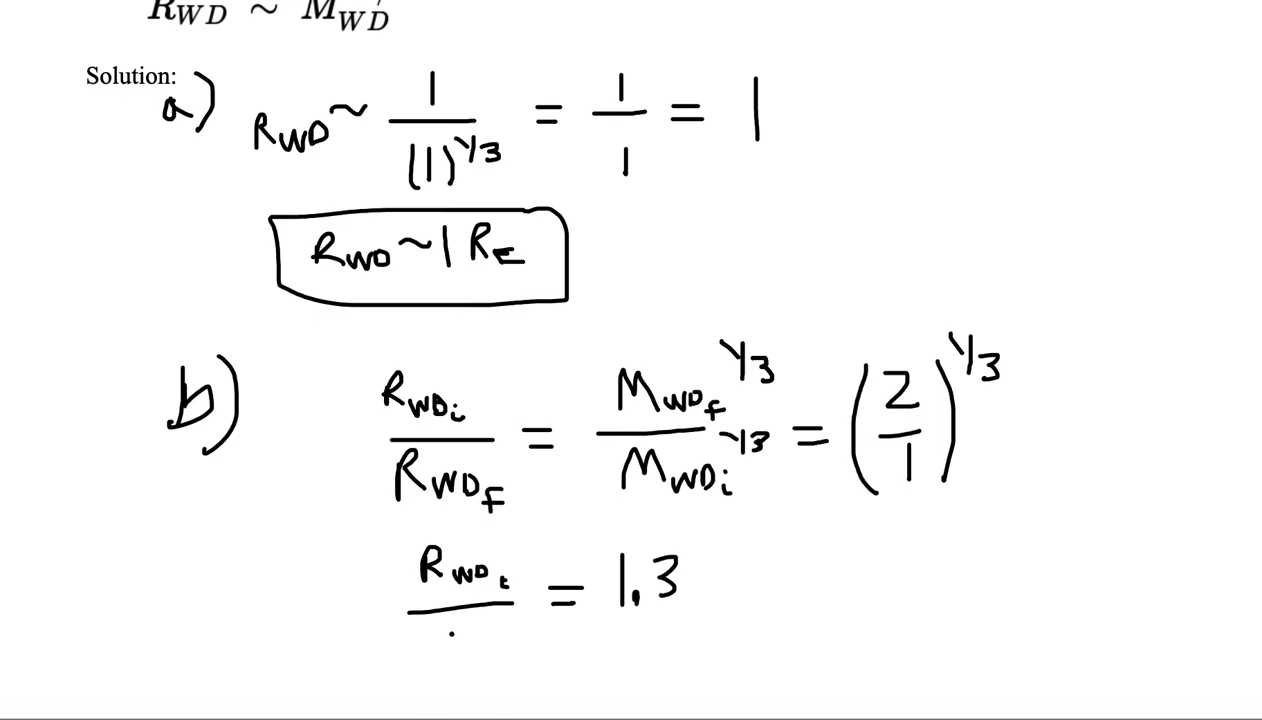 R_WD ~ M_WD
Solution:
a) R_WD ~ 1/(1)^1/3 = 1/1 = 1
R_WD ~ 1 R_E
b) R_WDi/R_WDF = M_WDF^1/3/M_WDi^1/3 = (2/1)^1/3
R_WDi/ = 1.3